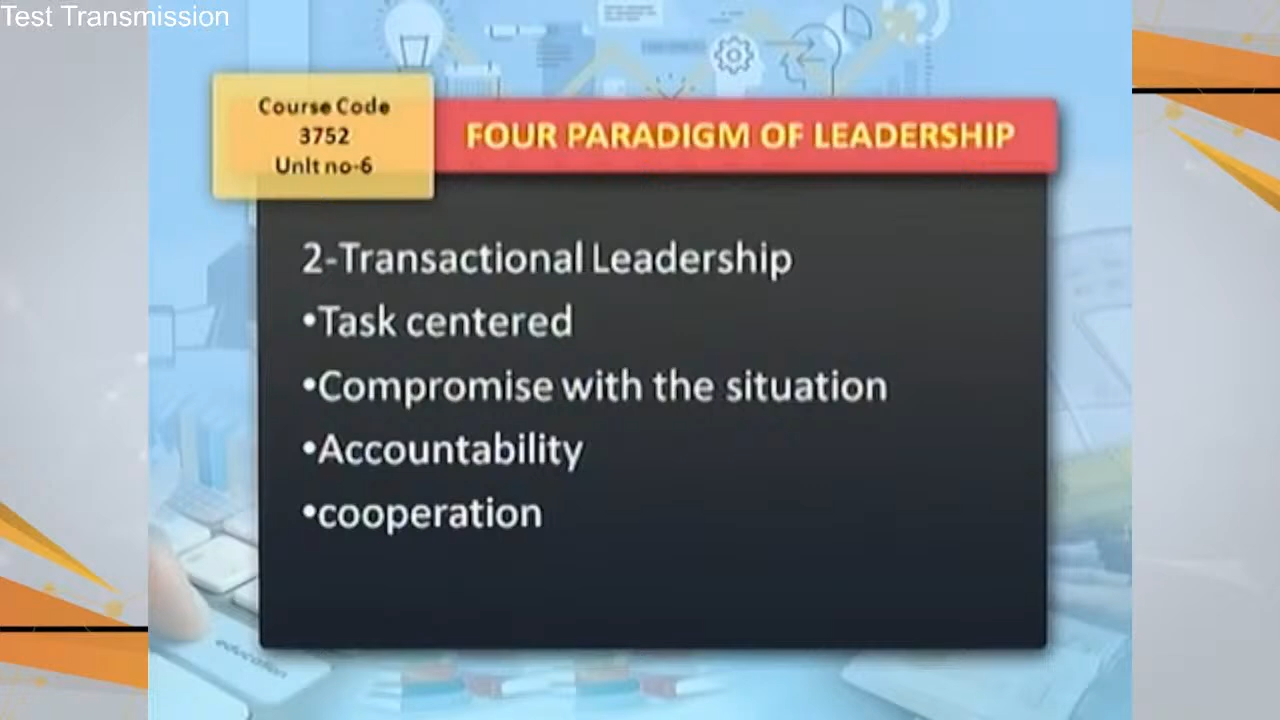 Test Transmission
Course Code
3752
UnIt no-6
FOUR PARADIGM OF LEADERSHIP
2-Transactional Leadership
•Task centered
•Compromise with the situation
•Accountability
•cooperation
education